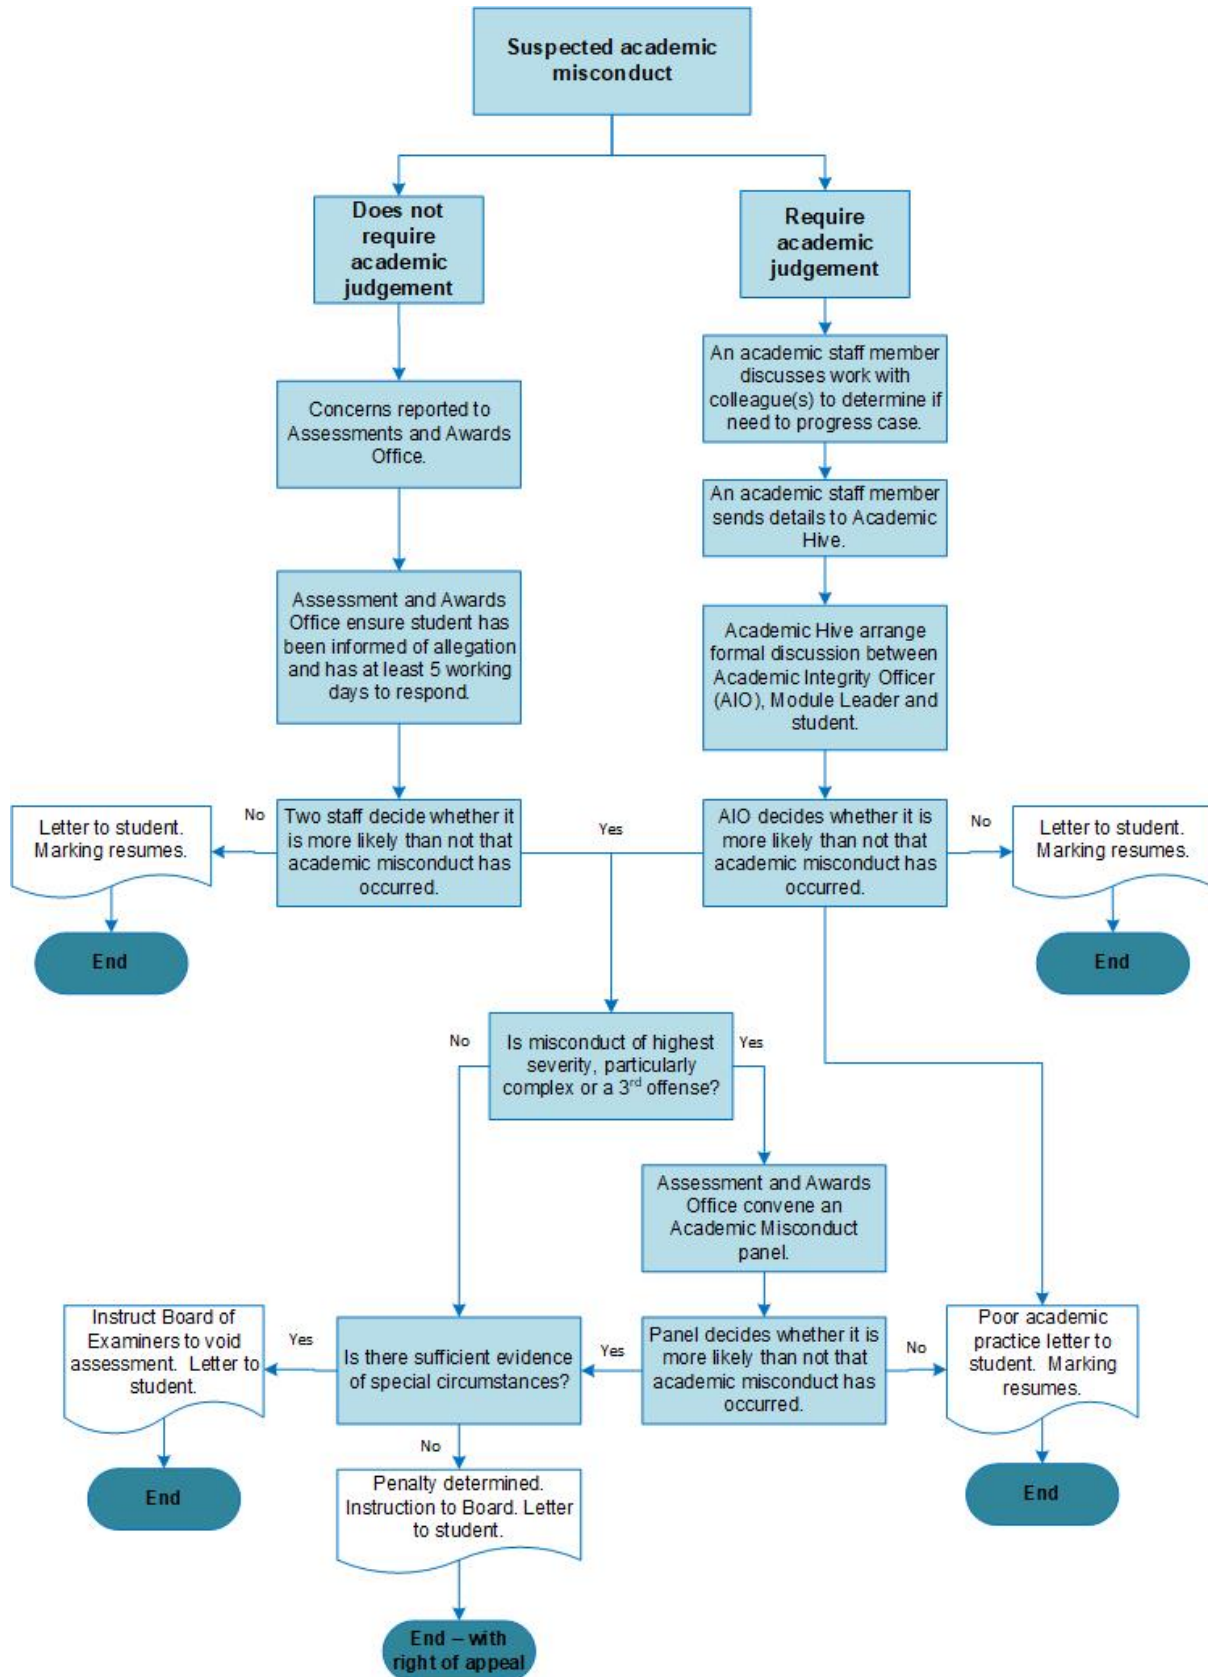 Suspected academic
misconduct
Does not
require
academic
judgement
Require
academic
judgement
An academic staff member
discusses work with
colleague(s) to determine if
need to progress case.
Concerns reported to
Assessments and Awards
Office.
An academic staff member
sends details to Academic
Hive.
Assessment and Awards
Office ensure student has
been informed of allegation
and has at least 5 working
days to respond.
Academic Hive arrange
formal discussion between
Academic Integrity Officer
(AIO), Module Leader and
student.
Letter to student.
Marking resumes.
No
Two staff decide whether it
is more likely than not that
academic misconduct has
occurred.
Yes
AIO decides whether it is
more likely than not that
academic misconduct has
occurred.
No
Letter to student.
Marking resumes.
End
End
No
Is misconduct of highest
severity, particularly
complex or a 3rd offense?
Yes
Assessment and Awards
Office convene an
Academic Misconduct
panel.
Instruct Board of
Examiners to void
assessment. Letter to
student.
Yes
Is there sufficient evidence
of special circumstances?
Yes
Panel decides whether it is
more likely than not that
academic misconduct has
occurred.
No
Poor academic
practice letter to
student. Marking
resumes.
No
End
Penalty determined.
Instruction to Board. Letter
to student.
End
End – with
right of appeal